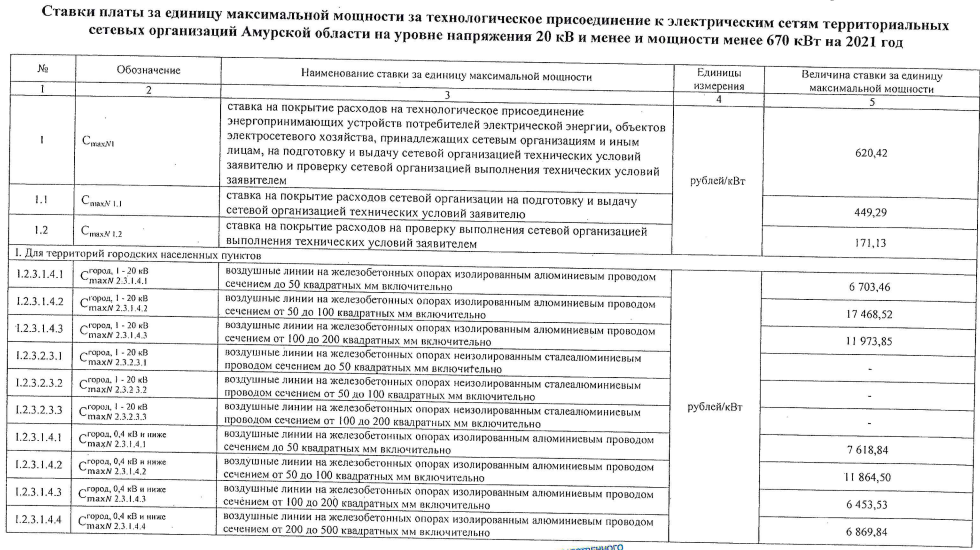 Ставки платы за единицу максимальной мощности за технологическое присоединение к электрическим сетям территориальных
сетевых организаций Амурской области на уровне напряжения 20 кВ и менее и мощности менее 670 кВт на 2021 год
№ Обозначение Наименование ставки за единицу максимальной мощности Единицы измерения Величина ставки за единицу максимальной мощности
1 2 3 4 5
1 CmaxN1 ставка на покрытие расходов на технологическое присоединение
энергопринимающих устройств потребителей электрической энергии, объектов
электросетевого хозяйства, принадлежащих сетевым организациям и иным
лицам, на подготовку и выдачу сетевой организацией технических условий
заявителю и проверку сетевой организацией выполнения технических условий
заявителем
рублей/кВт 620,42
1.1 CmaxN 1.1 ставка на покрытие расходов сетевой организации на подготовку и выдачу
сетевой организацией технических условий заявителю 449,29
1.2 CmaxN 1.2 ставка на покрытие расходов на проверку выполнения сетевой организацией
выполнения технических условий заявителем 171,13
I. Для территорий городских населенных пунктов
I.2.3.1.4.1 C город, 1 - 20 кВ maxN 2.3.1.4.1 воздушные линии на железобетонных опорах изолированным алюминиевым проводом
сечением до 50 квадратных мм включительно 6 703,46
I.2.3.1.4.2 C город, 1 - 20 кВ maxN 2.3.1.4.2 воздушные линии на железобетонных опорах изолированным алюминиевым проводом
сечением от 50 до 100 квадратных мм включительно 17 468,52
I.2.3.1.4.3 C город, 1 - 20 кВ maxN 2.3.1.4.3 воздушные линии на железобетонных опорах изолированным алюминиевым проводом
сечением от 100 до 200 квадратных мм включительно 11 973,85
I.2.3.2.3.1 C город, 1 - 20 кВ maxN 2.3.2.3.1 воздушные линии на железобетонных опорах неизолированным сталеалюминиевым
проводом сечением до 50 квадратных мм включительно -
I.2.3.2.3.2 C город, 1 - 20 кВ maxN 2.3.2 3.2 воздушные линии на железобетонных опорах неизолированным сталеалюминиевым
проводом сечением от 50 до 100 квадратных мм включительно -
I.2.3.2.3.3 C город, 1 - 20 кВ maxN 2.3.2.3.3 воздушные линии на железобетонных опорах неизолированным сталеалюминиевым
проводом сечением от 100 до 200 квадратных мм включительно -
рублей/кВт
I.2.3.1.4.1 C город, 0,4 кВ и ниже maxN 2.3.1.4.1 воздушные линии на железобетонных опорах изолированным алюминиевым проводом
сечением до 50 квадратных мм включительно 7 618,84
I.2.3.1.4.2 C город, 0,4 кВ и ниже maxN 2.3.1.4.2 воздушные линии на железобетонных опорах изолированным алюминиевым проводом
сечением от 50 до 100 квадратных мм включительно 11 864,50
I.2.3.1.4.3 C город, 0,4 кВ и ниже maxN 2.3.1.4.3 воздушные линии на железобетонных опорах изолированным алюминиевым проводом
сечением от 100 до 200 квадратных мм включительно 6 453,53
I.2.3.1.4.4 C город, 0,4 кВ и ниже maxN 2.3.1.4.4 воздушные линии на железобетонных опорах изолированным алюминиевым проводом
сечением от 200 до 500 квадратных мм включительно 6 869,84